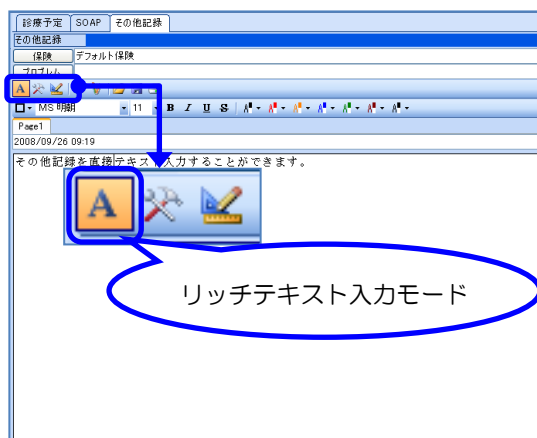 診療予定 SOAP その他記録
その他記録
保険 デフォルト保険
プロブレム
MS 明朝 11 B I U S A A A A A A A
Page1
2008/09/26 09:19
その他記録を直接テキスト入力することができます。
A
リッチテキスト入力モード